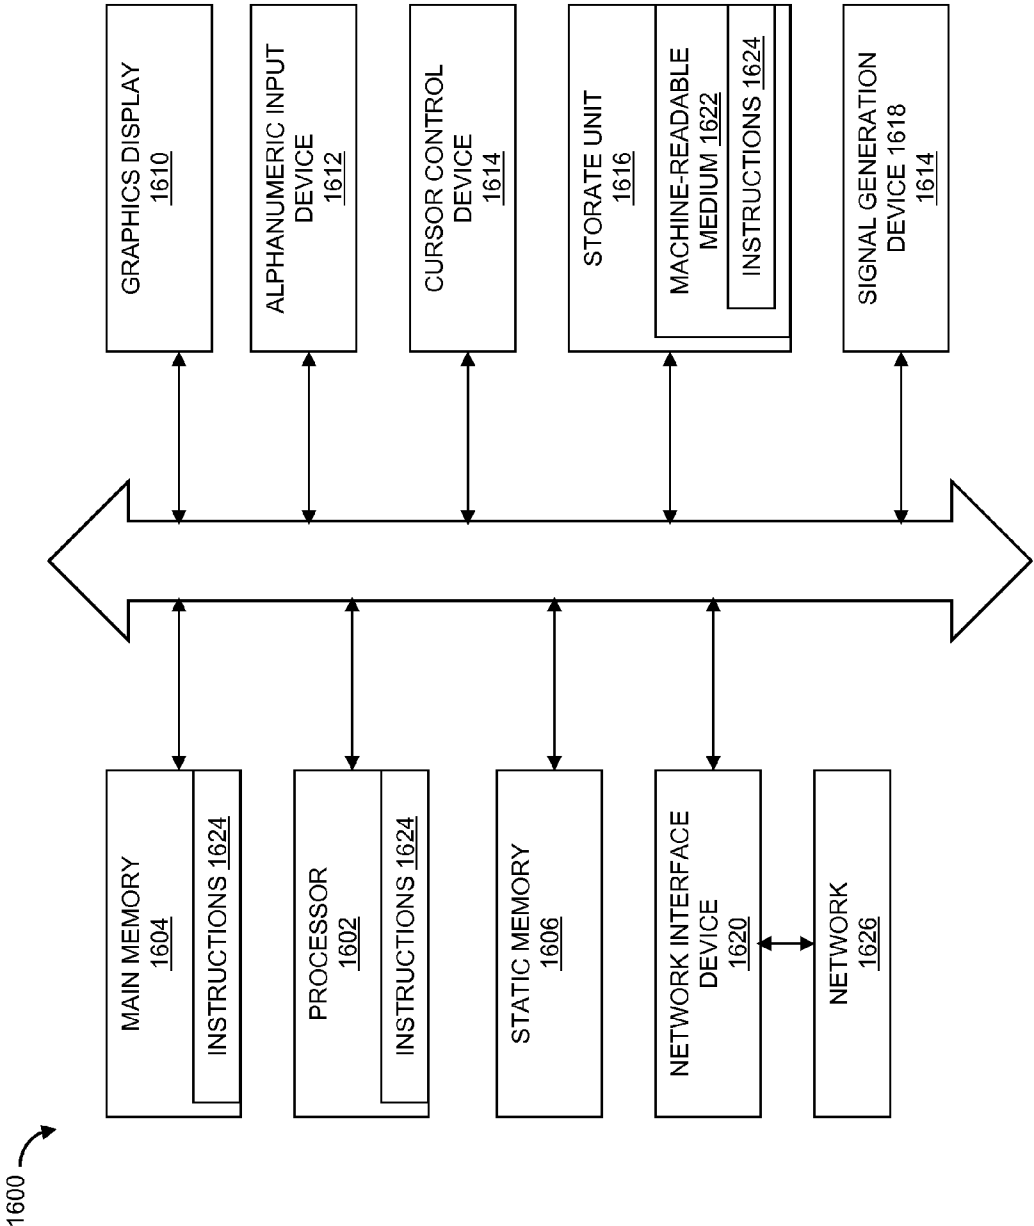 1600
MAIN MEMORY
1604
INSTRUCTIONS 1624
PROCESSOR
1602
INSTRUCTIONS 1624
STATIC MEMORY
1606
NETWORK INTERFACE
DEVICE
1620
NETWORK
1626
GRAPHICS DISPLAY
1610
ALPHANUMERIC INPUT
DEVICE
1612
CURSOR CONTROL
DEVICE
1614
STORATE UNIT
1616
MACHINE-READABLE
MEDIUM 1622
INSTRUCTIONS 1624
SIGNAL GENERATION
DEVICE 1618
1614